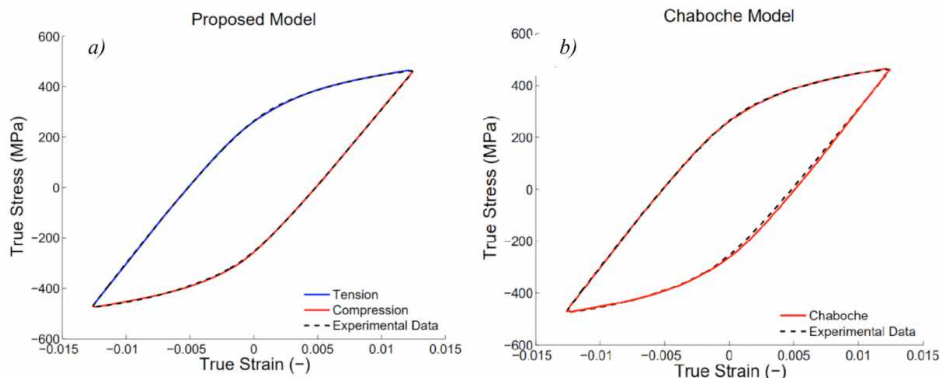 Proposed Model
a)
True Stress (MPa)
600
400
200
0
−200
−400
−600
−0.015
−0.01
−0.005
0
0.005
0.01
0.015
True Strain (−)
Tension
Compression
Experimental Data
Chaboche Model
b)
True Stress (MPa)
600
400
200
0
−200
−400
−600
−0.015
−0.01
−0.005
0
0.005
0.01
0.015
True Strain (−)
Chaboche
Experimental Data